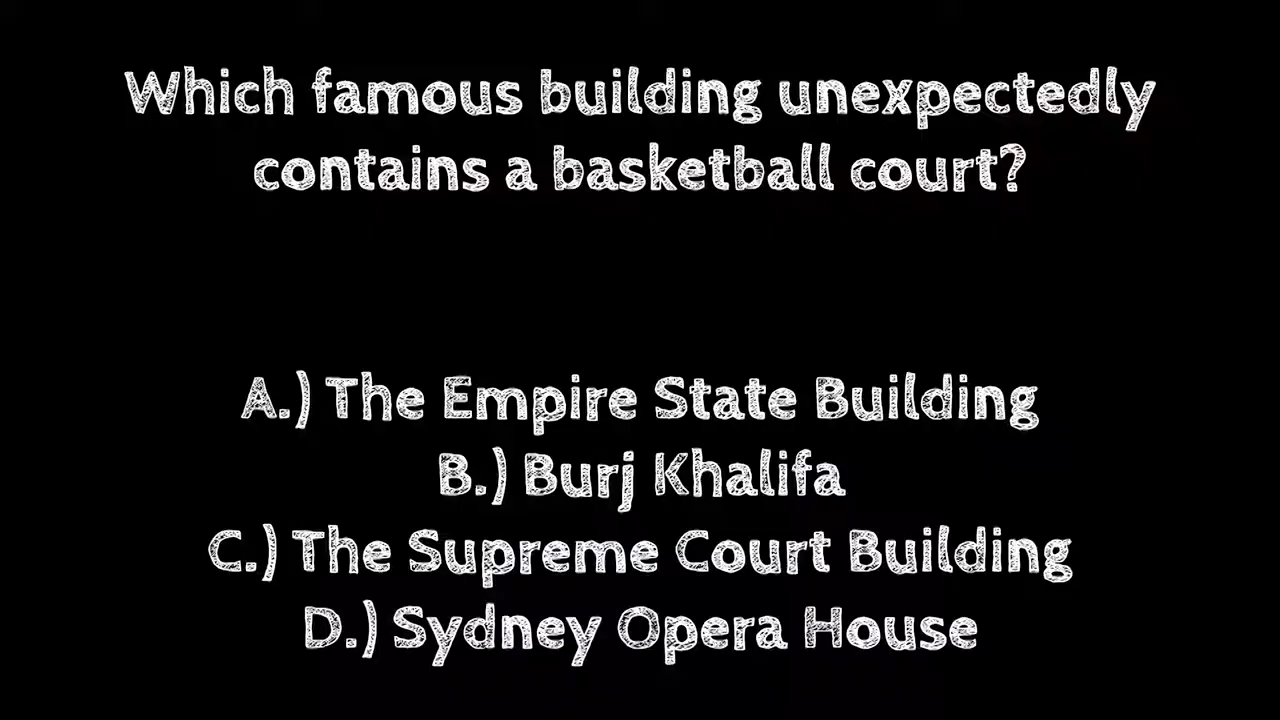 Which famous building unexpectedly
contains a basketball court?
A.) The Empire State Building
B.) Burj Khalifa
C.) The Supreme Court Building
D.) Sydney Opera House